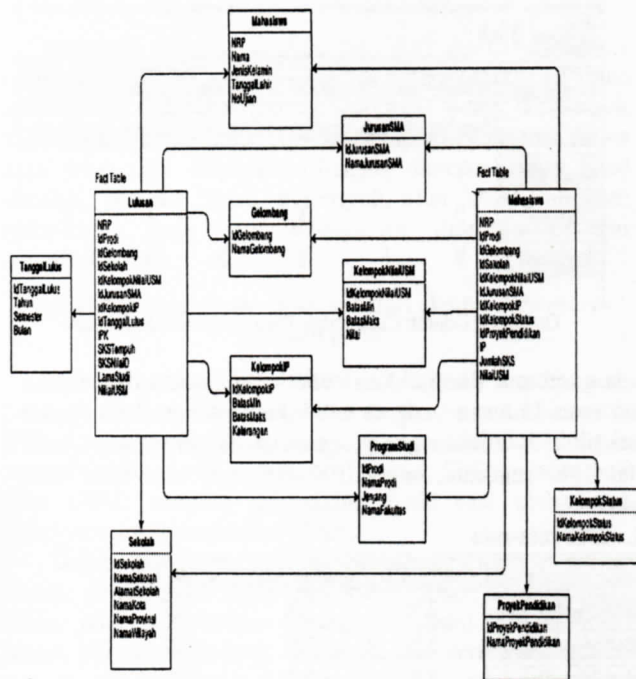 Mahasiswa
NRP
Nama
JenisKelamin
TanggalLahir
NoUjian
JurusanSMA
IdJurusanSMA
NamaJurusanSMA
Fact Table
Lulusan
NRP
IdProdi
IdGelombang
IdSekolah
IdKelompokNilaiUSM
IdJurusanSMA
IdKelompokIP
IdTanggalLulus
IPK
SKSTempuh
SKSNilaiD
LamaStudi
NilaiUSM
Gelombang
IdGelombang
NamaGelombang
Fact Table
Mahasiswa
NRP
IdProdi
IdGelombang
IdSekolah
IdKelompokNilaiUSM
IdJurusanSMA
IdKelompokIP
IdKelompokStatus
IdProyekPendidikan
IP
JumlahSKS
NilaiUSM
TanggalLulus
IdTanggalLulus
Tahun
Semester
Bulan
KelompokNilaiUSM
IdKelompokNilaiUSM
BatasMin
BatasMaks
Nilai
KelompokIP
IdKelompokIP
BatasMin
BatasMaks
Keterangan
ProgramStudi
IdProdi
NamaProdi
Jenjang
NamaFakultas
KelompokStatus
IdKelompokStatus
NamaKelompokStatus
Sekolah
IdSekolah
NamaSekolah
AlamatSekolah
NamaKota
NamaProvinsi
NamaWilayah
ProyekPendidikan
IdProyekPendidikan
NamaProyekPendidikan